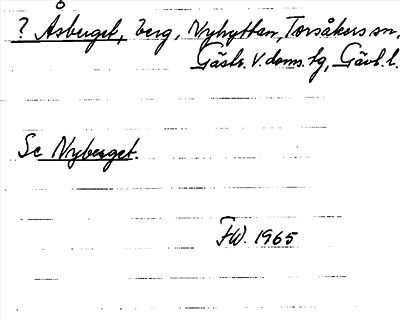 ? Åsberget, berg, Nyhyttan, Torsåkers sn,
Gästr. V. doms. tg, Gävl. l.
Se Nyberget.
FW. 1965